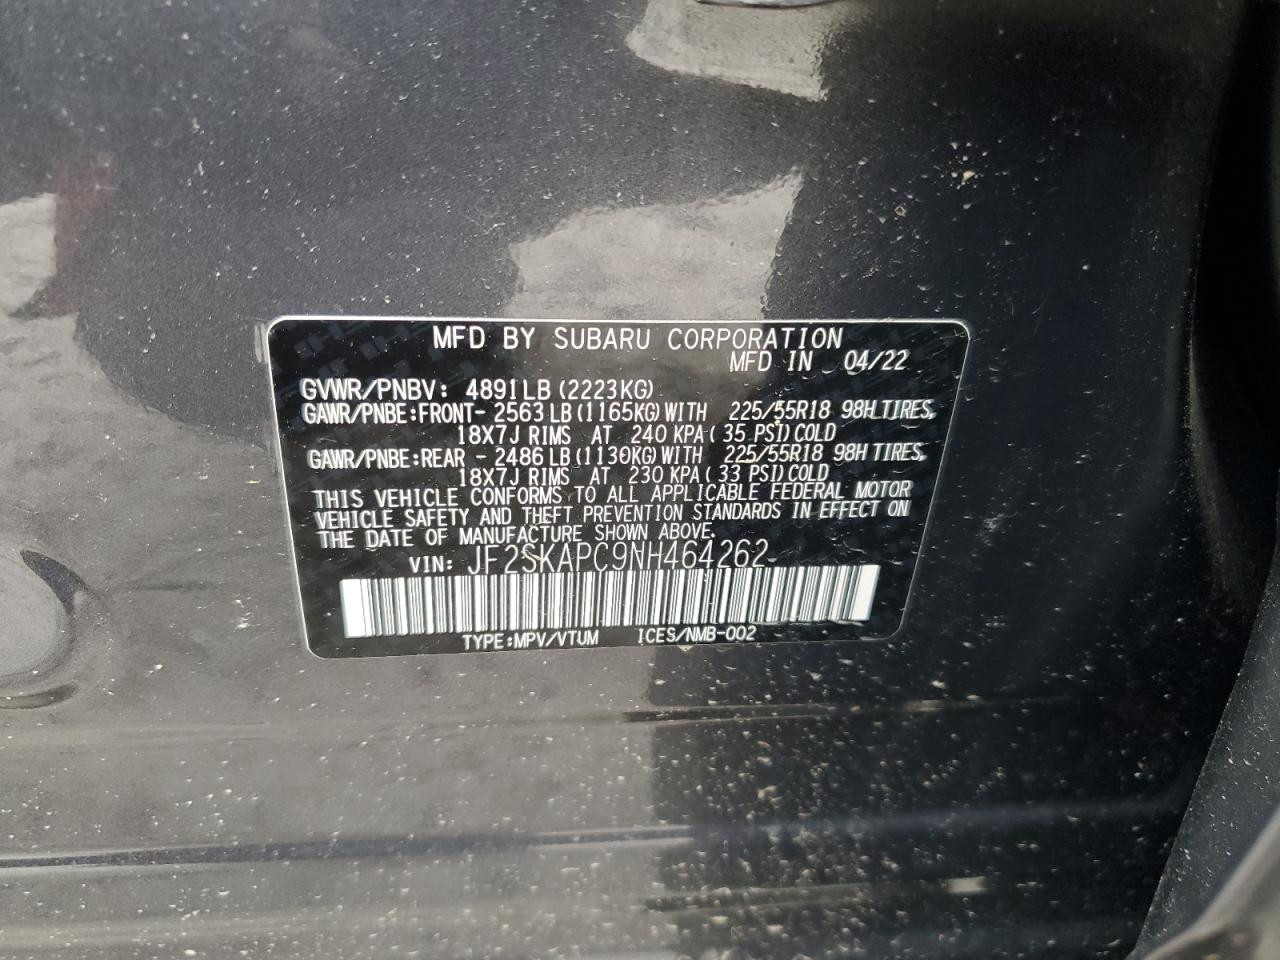 MFD BY SUBARU CORPORATION
MFD IN 04/22
GVWR/PNBV: 4891LB (2223KG)
GAWR/PNBE:FRONT- 2563 LB (1165KG) WITH 225/55R18 98H TIRES,
18X7J RIMS AT 240 KPA ( 35 PSI) COLD
GAWR/PNBE:REAR - 2486 LB (1130KG) WITH 225/55R18 98H TIRES,
18X7J RIMS AT 230 KPA ( 33 PSI) COLD
THIS VEHICLE CONFORMS TO ALL APPLICABLE FEDERAL MOTOR
VEHICLE SAFETY AND THEFT PREVENTION STANDARDS IN EFFECT ON
THE DATE OF MANUFACTURE SHOWN ABOVE.
VIN: JF2SKAPC9NH464262
TYPE:MPV/VTUM ICES/NMB-002